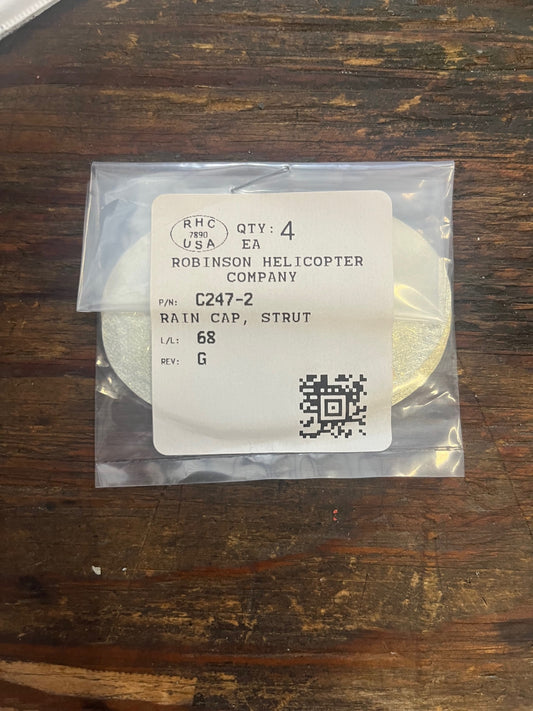 RHC
7890
USA
QTY: 4
EA
ROBINSON HELICOPTER
COMPANY
P/N: C247-2
RAIN CAP, STRUT
L/L: 68
REV: G